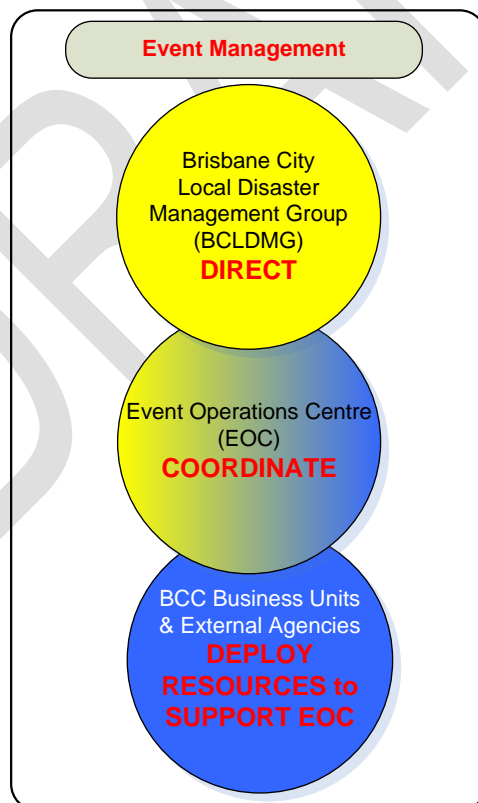 Event Management
Brisbane City
Local Disaster
Management Group
(BCLDMG)
DIRECT
Event Operations Centre
(EOC)
COORDINATE
BCC Business Units
& External Agencies
DEPLOY
RESOURCES to
SUPPORT EOC